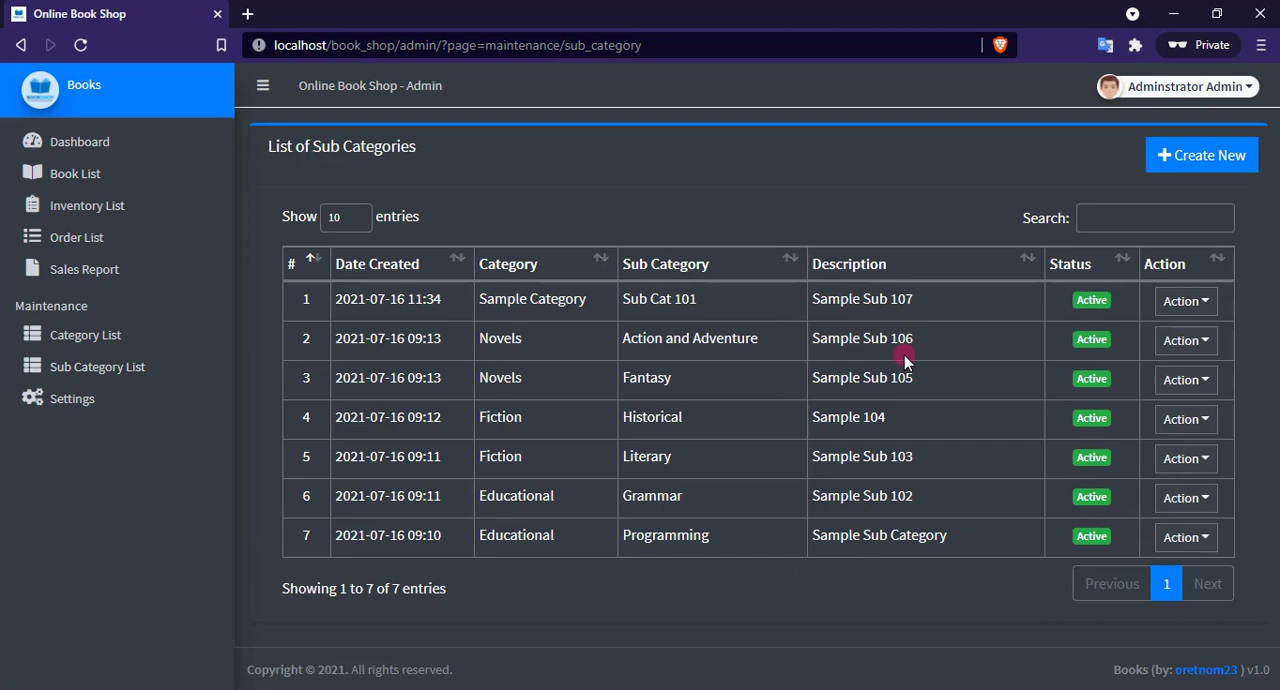 Online Book Shop
localhost/book_shop/admin/?page=maintenance/sub_category
Private
Books
Online Book Shop - Admin
Adminstrator Admin
Dashboard
Book List
Inventory List
Order List
Sales Report
Maintenance
Category List
Sub Category List
Settings
List of Sub Categories
Create New
Show 10 entries
Search:
# Date Created Category Sub Category Description Status Action
1 2021-07-16 11:34 Sample Category Sub Cat 101 Sample Sub 107 Active Action
2 2021-07-16 09:13 Novels Action and Adventure Sample Sub 106 Active Action
3 2021-07-16 09:13 Novels Fantasy Sample Sub 105 Active Action
4 2021-07-16 09:12 Fiction Historical Sample 104 Active Action
5 2021-07-16 09:11 Fiction Literary Sample Sub 103 Active Action
6 2021-07-16 09:11 Educational Grammar Sample Sub 102 Active Action
7 2021-07-16 09:10 Educational Programming Sample Sub Category Active Action
Showing 1 to 7 of 7 entries
Previous 1 Next
Copyright © 2021. All rights reserved.
Books (by: oretnom23 ) v1.0